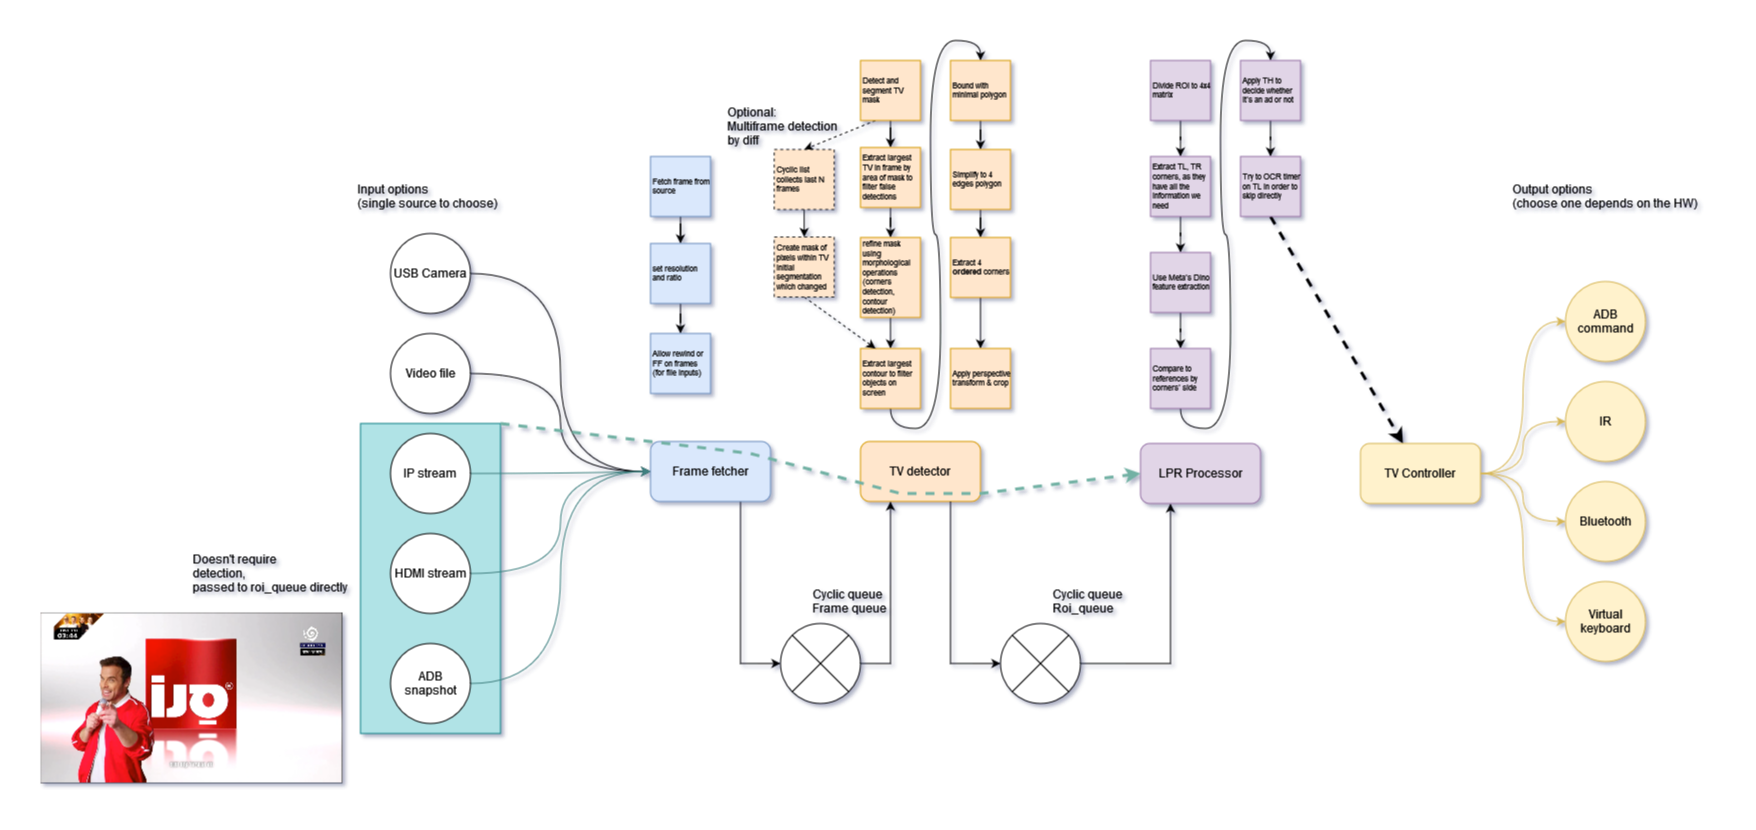 Input options
(single source to choose)
USB Camera
Video file
IP stream
HDMI stream
ADB
snapshot
Doesn't require
detection,
passed to roi_queue directly
03:44
Fetch frame from
source
set resolution
and ratio
Allow rewind or
FF on frames
(for file inputs)
Frame fetcher
Optional:
Multiframe detection
by diff
Cyclic list
collects last N
frames
Create mask of
pixels within TV
initial
segmentation
which changed
Detect and
segment TV
mask
Extract largest
TV in frame by
area of mask to
filter false
detections
refine mask
using
morphological
operations
(corners
detection,
contour
detection)
Extract largest
contour to filter
objects on
screen
Bound with
minimal polygon
Simplify to 4
edges polygon
Extract 4
ordered corners
Apply perspective
transform & crop
TV detector
Cyclic queue
Frame queue
Cyclic queue
Roi_queue
Divide ROI to 4x4
matrix
Extract TL, TR
corners, as they
have all the
information we
need
Use Meta's Dino
feature extraction
Compare to
references by
corners' side
Apply TH to
decide whether
it's an ad or not
Try to OCR timer
on TL in order to
skip directly
LPR Processor
TV Controller
Output options
(choose one depends on the HW)
ADB
command
IR
Bluetooth
Virtual
keyboard